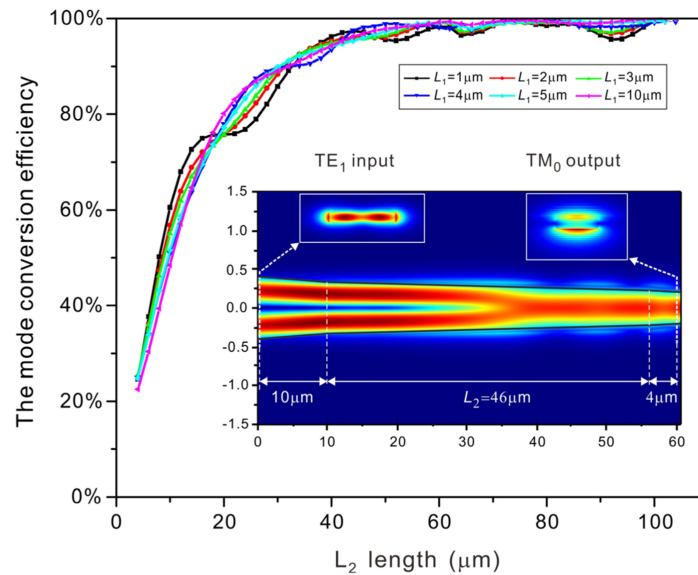 100%
80%
60%
40%
20%
0%
The mode conversion efficiency
L₁=1μm L₁=2μm L₁=3μm
L₁=4μm L₁=5μm L₁=10μm
TE₁ input TM₀ output
1.5
1.2
0.5
0.0
-0.5
-1.0
-1.5
10μm L₂=46μm 4μm
0 10 20 30 40 50 60
0 20 40 60 80 100
L₂ length (μm)